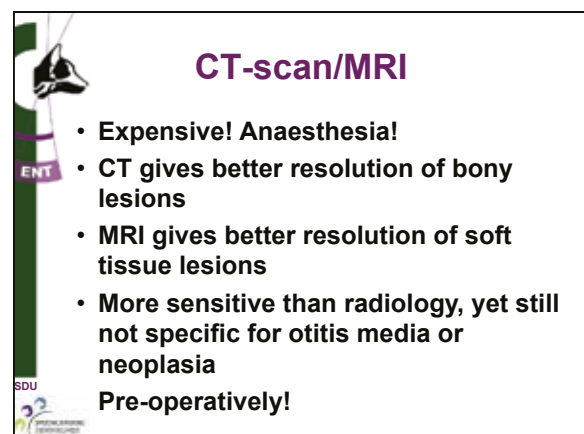 CT-scan/MRI
• Expensive! Anaesthesia!
• CT gives better resolution of bony
lesions
• MRI gives better resolution of soft
tissue lesions
• More sensitive than radiology, yet still
not specific for otitis media or
neoplasia
Pre-operatively!
ENT
SDU